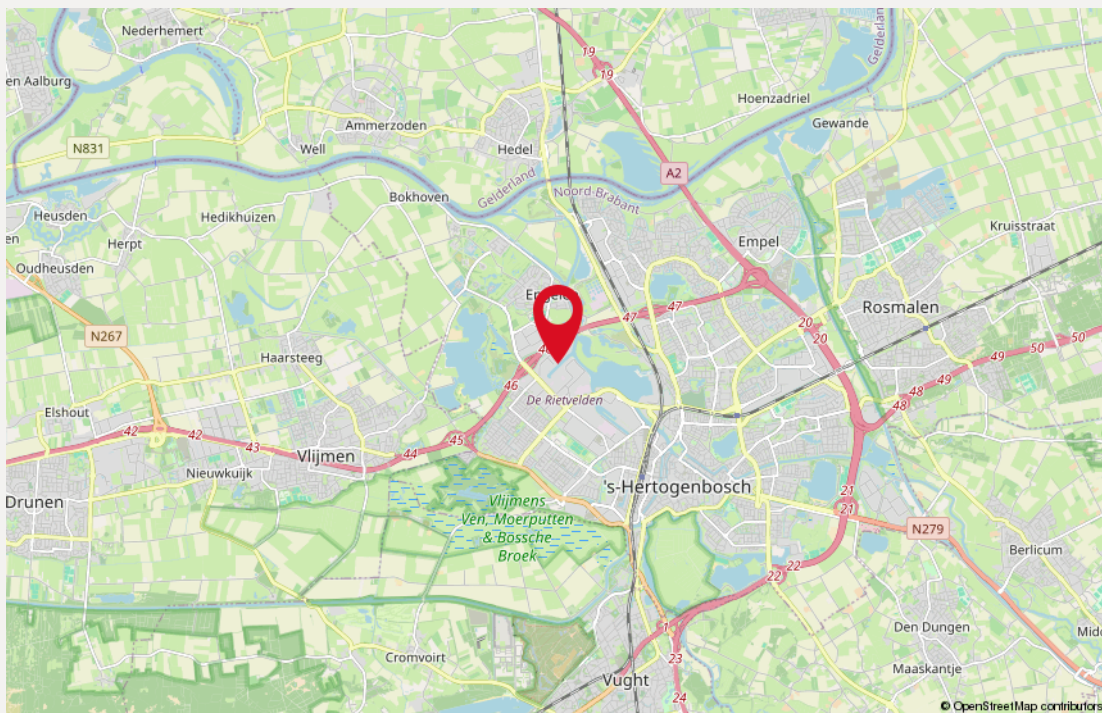 Nederhemert
19
19
Gelderland
en Aalburg
Hoenzadriel
Gewande
Ammerzoden
N831
Well
Hedel
A2
Gelderland
Noord-Brabant
Bokhoven
Heusden
Hedikhuizen
Kruisstraat
en
Herpt
Empel
Oudheusden
47
47
Rosmalen
20
20
N267
Haarsteeg
46
50
50
49
49
48
48
De Rietvelden
Elshout
42
42
43
44
45
Vlijmen
Nieuwkuijk
Drunen
's-Hertogenbosch
Vlijmens
Ven, Moerputten
& Bossche
Broek
21
21
N279
Berlicum
22
22
1
Den Dungen
Cromvoirt
23
Maaskantje
Vught
24
© OpenStreetMap contributors